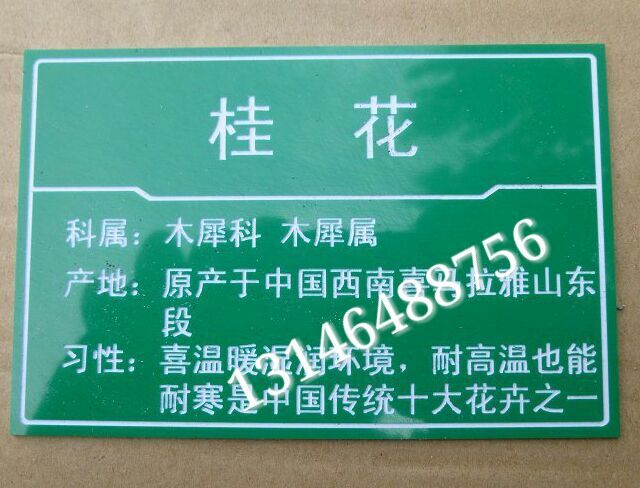 桂 花
科属：木犀科 木犀属
产地：原产于中国西南喜马拉雅山东
段
习性：喜温暖湿润环境，耐高温也能
耐寒是中国传统十大花卉之一
13146488756